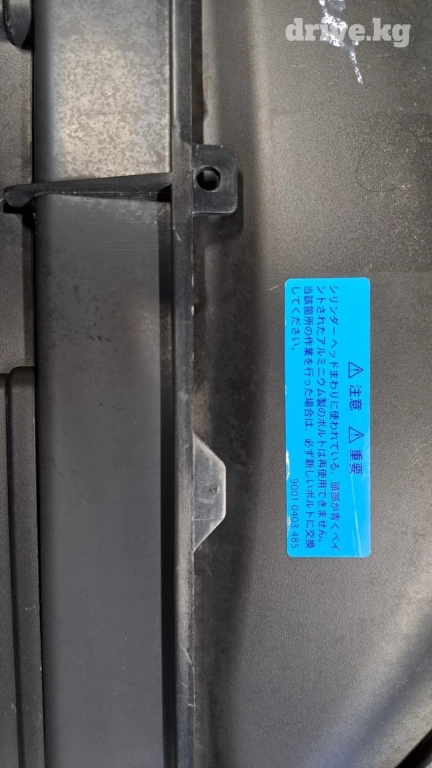 drive.kg
⚠ 注意 ⚠ 重要
シリンダーヘッドまわりに使われている、頭部が青くペイ
ントされたアルミニウム製のボルトは再使用できません。
当該箇所の作業を行った場合は、必ず新しいボルトに交換
してください。
9001 0403 485